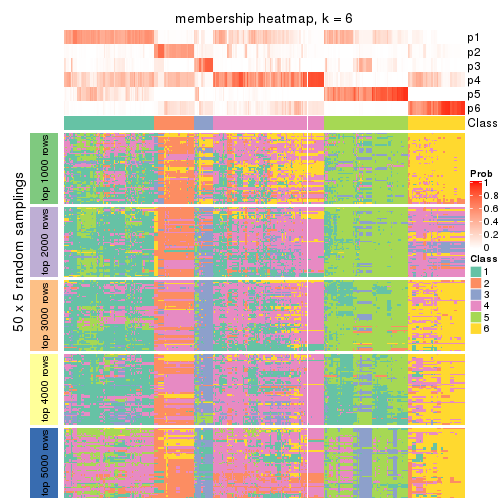 membership heatmap, k = 6
p1
p2
p3
p4
p5
p6
Class
50 x 5 random samplings
top 1000 rows
top 2000 rows
top 3000 rows
top 4000 rows
top 5000 rows
Prob
1
0.8
0.6
0.4
0.2
0
Class
1
2
3
4
5
6